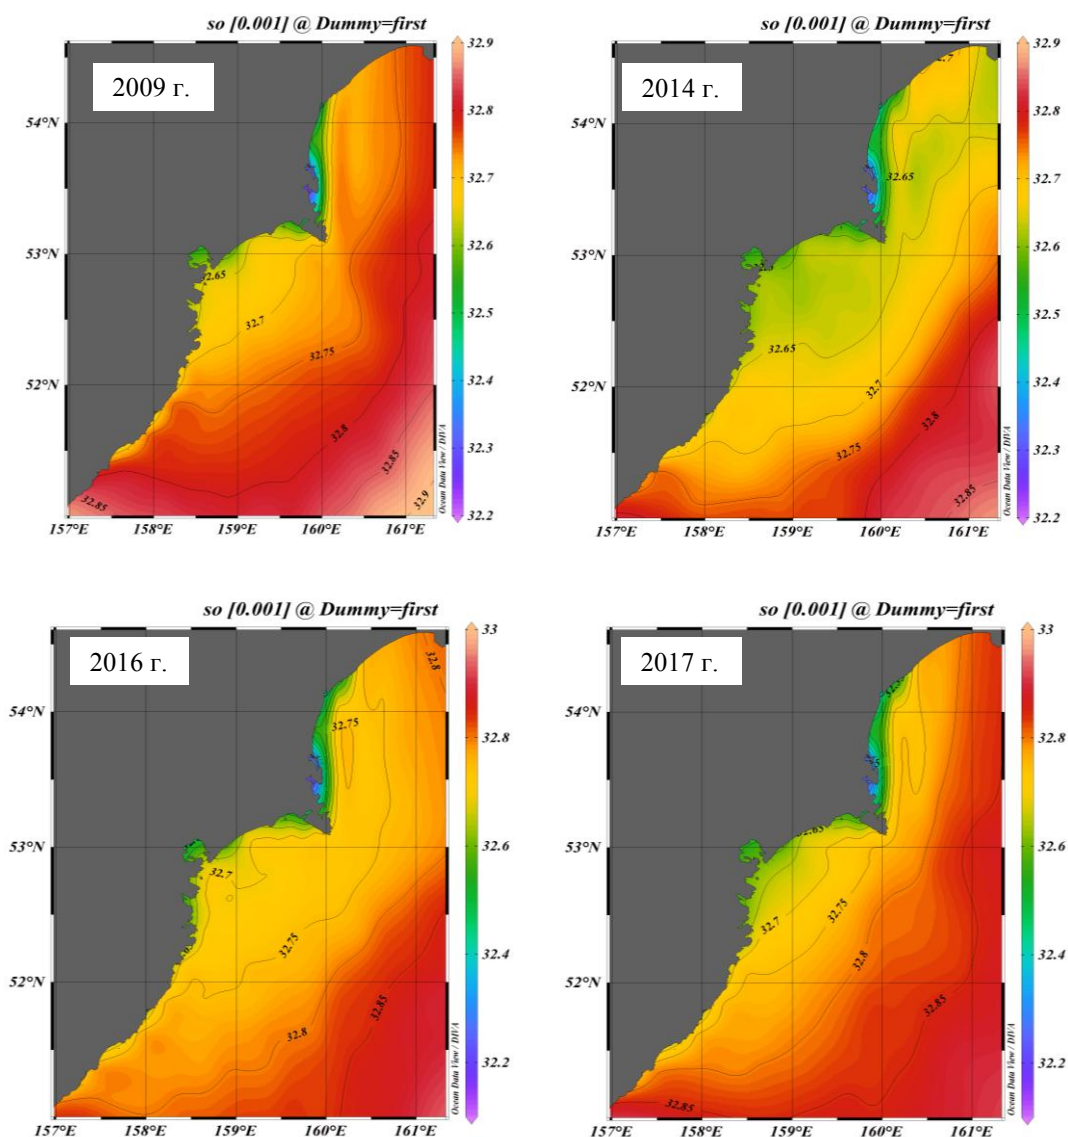 so [0.001] @ Dummy=first
2009 г.
54°N
53°N
52°N
32.65
32.7
32.75
32.8
32.85
32.85
32.9
157°E 158°E 159°E 160°E 161°E
32.9
32.8
32.7
32.6
32.5
32.4
32.3
32.2
Ocean Data View / DIVA
so [0.001] @ Dummy=first
2014 г.
54°N
53°N
52°N
32.65
32.65
32.7
32.75
32.8
32.85
157°E 158°E 159°E 160°E 161°E
32.9
32.8
32.7
32.6
32.5
32.4
32.3
32.2
Ocean Data View / DIVA
so [0.001] @ Dummy=first
2016 г.
54°N
53°N
52°N
32.8
32.75
32.7
32.75
32.85
32.8
157°E 158°E 159°E 160°E 161°E
33
32.8
32.6
32.4
32.2
Ocean Data View / DIVA
so [0.001] @ Dummy=first
2017 г.
54°N
53°N
52°N
32.65
32.7
32.75
32.8
32.85
32.85
157°E 158°E 159°E 160°E 161°E
33
32.8
32.6
32.4
32.2
Ocean Data View / DIVA